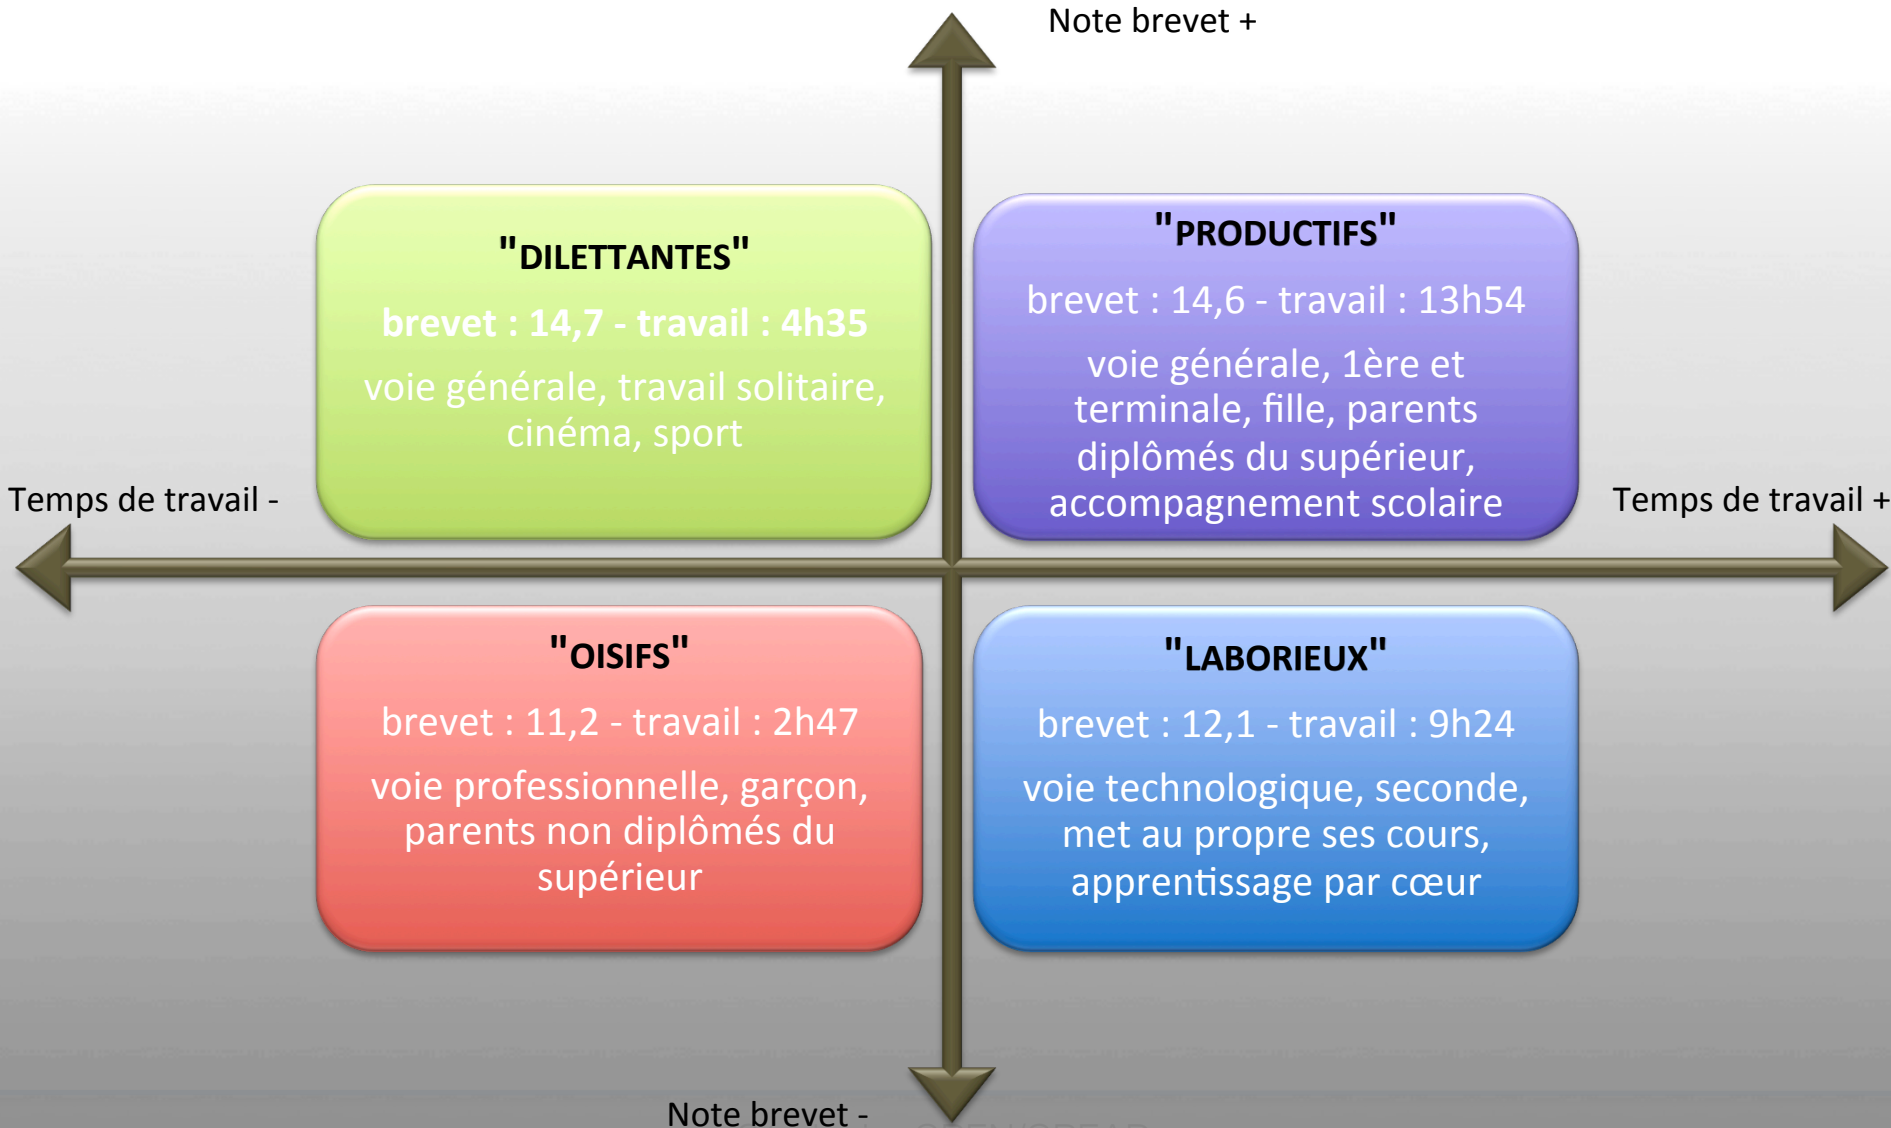 Note brevet +
"DILETTANTES"
brevet : 14,7 - travail : 4h35
voie générale, travail solitaire,
cinéma, sport
"PRODUCTIFS"
brevet : 14,6 - travail : 13h54
voie générale, 1ère et
terminale, fille, parents
diplômés du supérieur,
accompagnement scolaire
Temps de travail -
Temps de travail +
"OISIFS"
brevet : 11,2 - travail : 2h47
voie professionnelle, garçon,
parents non diplômés du
supérieur
"LABORIEUX"
brevet : 12,1 - travail : 9h24
voie technologique, seconde,
met au propre ses cours,
apprentissage par cœur
Note brevet -